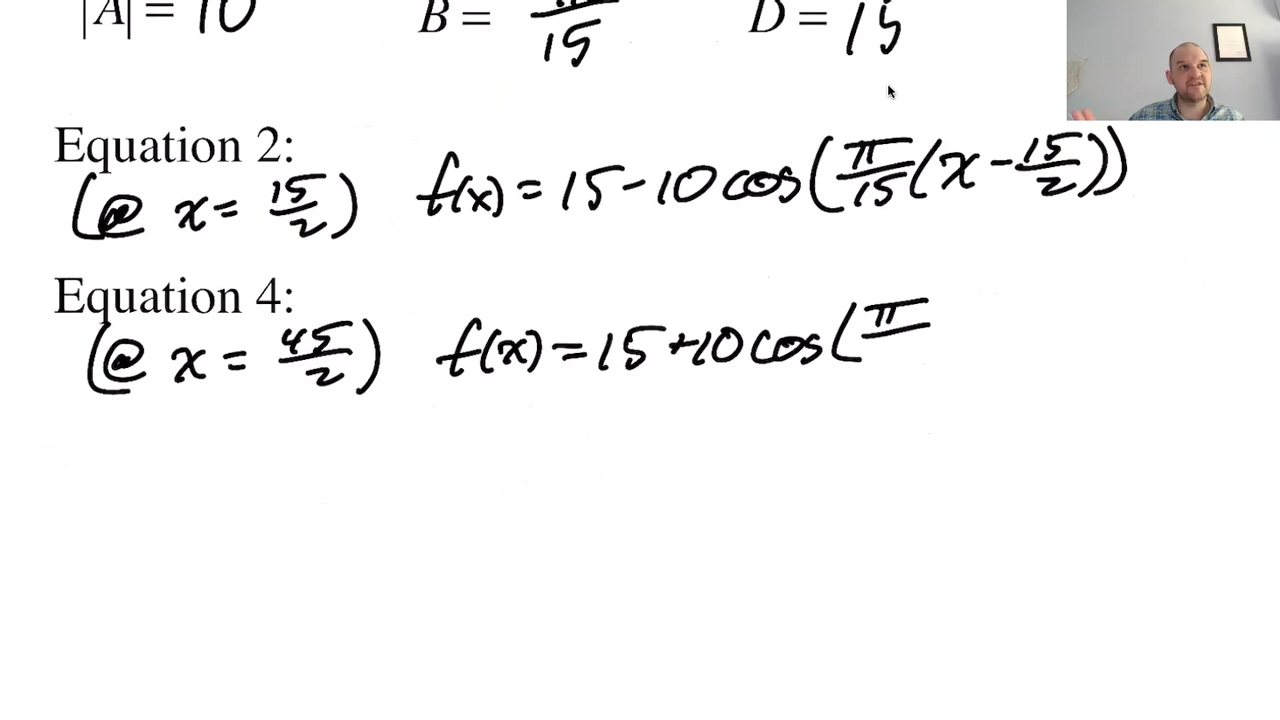 |A| = 10 B = π/15 D = 15
Equation 2:
(@ x = 15/2) f(x) = 15 - 10 cos(π/15(x - 15/2))
Equation 4:
(@ x = 45/2) f(x) = 15 + 10 cos(π